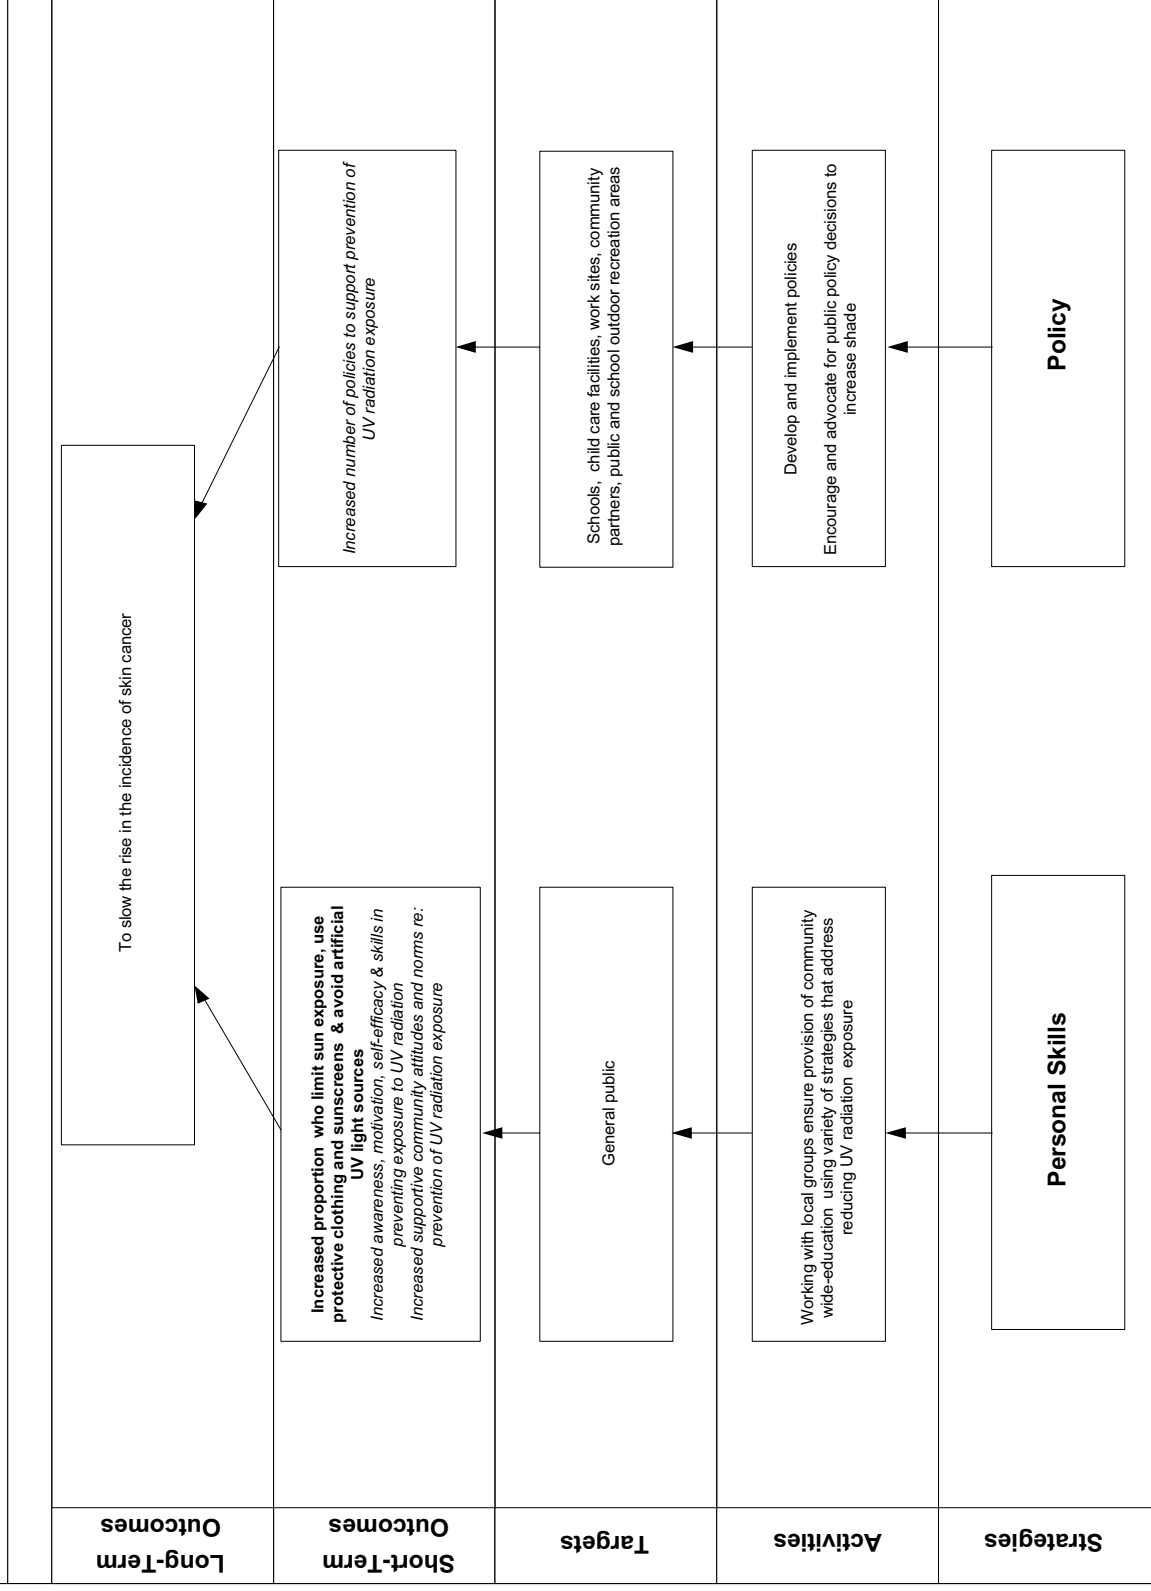 Long-Term
Outcomes
To slow the rise in the incidence of skin cancer
Short-Term
Outcomes
Increased proportion who limit sun exposure, use
protective clothing and sunscreens & avoid artificial
UV light sources
Increased awareness, motivation, self-efficacy & skills in
preventing exposure to UV radiation
Increased supportive community attitudes and norms re:
prevention of UV radiation exposure
Increased number of policies to support prevention of
UV radiation exposure
Targets
General public
Schools, child care facilities, work sites, community
partners, public and school outdoor recreation areas
Activities
Working with local groups ensure provision of community
wide-education using variety of strategies that address
reducing UV radiation exposure
Develop and implement policies
Encourage and advocate for public policy decisions to
increase shade
Strategies
Personal Skills
Policy